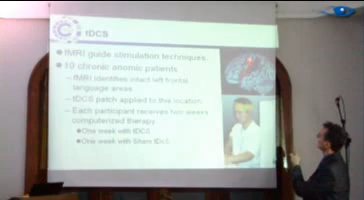 tDCS
fMRI guide stimulation techniques.
10 chronic anomic patients
–fMRI identifies intact left frontal
language areas
–tDCS patch applied to this location.
–Each participant receives two weeks
computerized therapy
One week with tDCS
One week with Sham tDCS